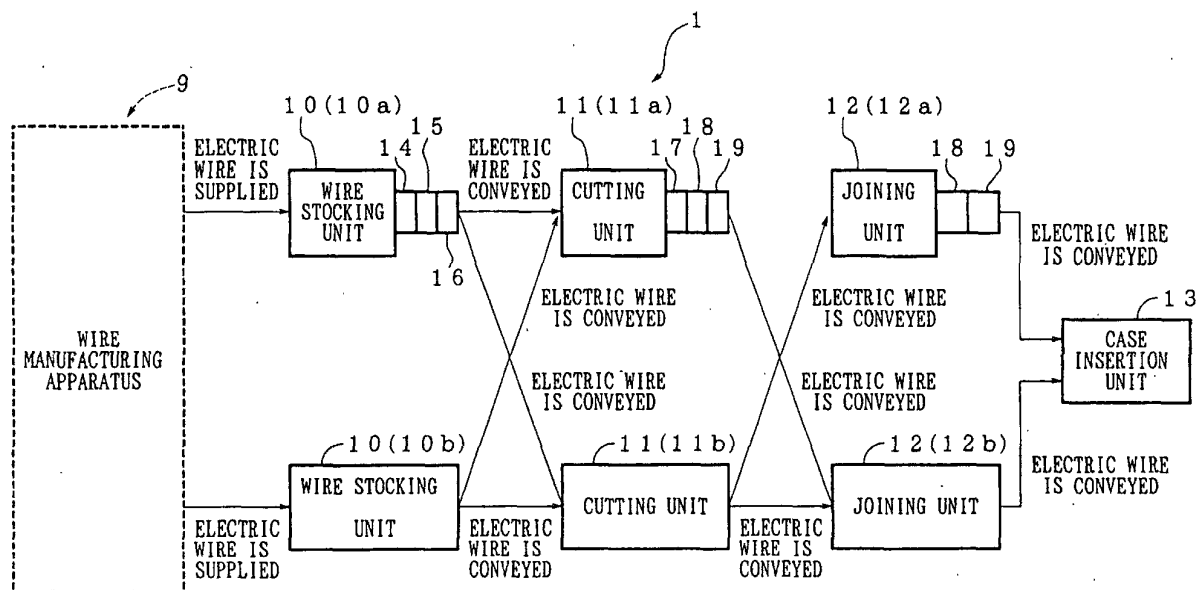 1
9
10(10a)
11(11a)
12(12a)
15
14
18
17
19
18
19
ELECTRIC
WIRE IS
SUPPLIED
WIRE
STOCKING
UNIT
ELECTRIC
WIRE IS
CONVEYED
CUTTING
UNIT
JOINING
UNIT
16
ELECTRIC WIRE
IS CONVEYED
ELECTRIC WIRE
IS CONVEYED
ELECTRIC WIRE
IS CONVEYED
13
WIRE
MANUFACTURING
APPARATUS
CASE
INSERTION
UNIT
ELECTRIC WIRE
IS CONVEYED
ELECTRIC WIRE
IS CONVEYED
10(10b)
11(11b)
12(12b)
ELECTRIC WIRE
IS CONVEYED
WIRE STOCKING
UNIT
CUTTING UNIT
JOINING UNIT
ELECTRIC
WIRE IS
SUPPLIED
ELECTRIC
WIRE IS
CONVEYED
ELECTRIC
WIRE IS
CONVEYED